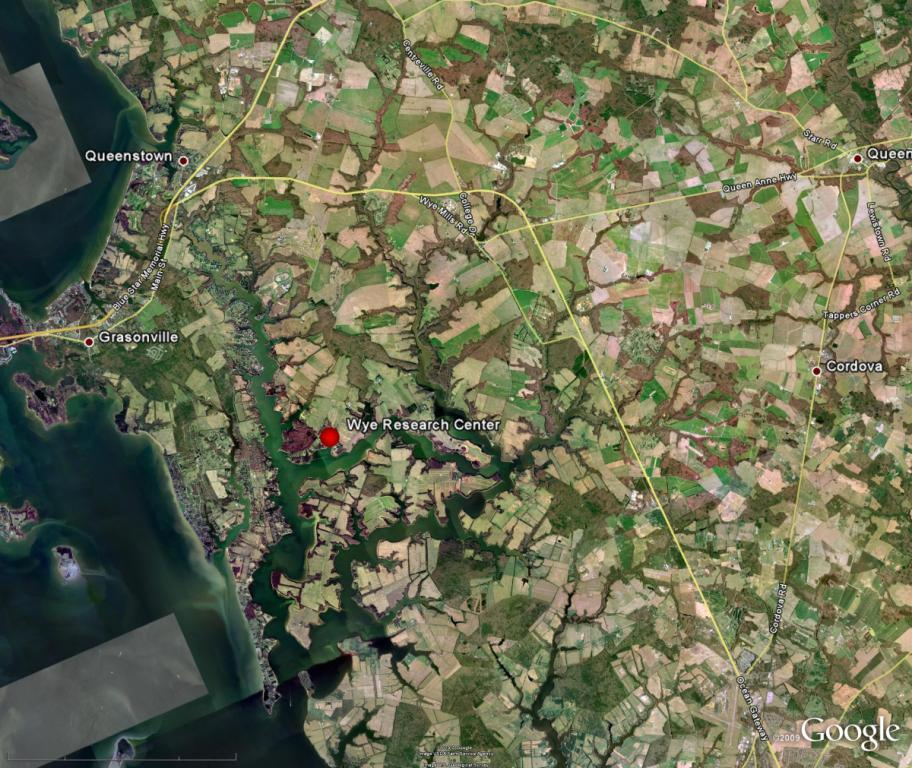 Centreville Rd
Starr Rd
Queenstown
Queen
Queen Anne Hwy
College Dr
Wye Mills Rd
Lewistown Rd
Blue Star Memorial Hwy
Main St
Tappers Corner Rd
Grasonville
Cordova
Wye Research Center
Cordova Rd
Ocean Gateway
©2009 Google